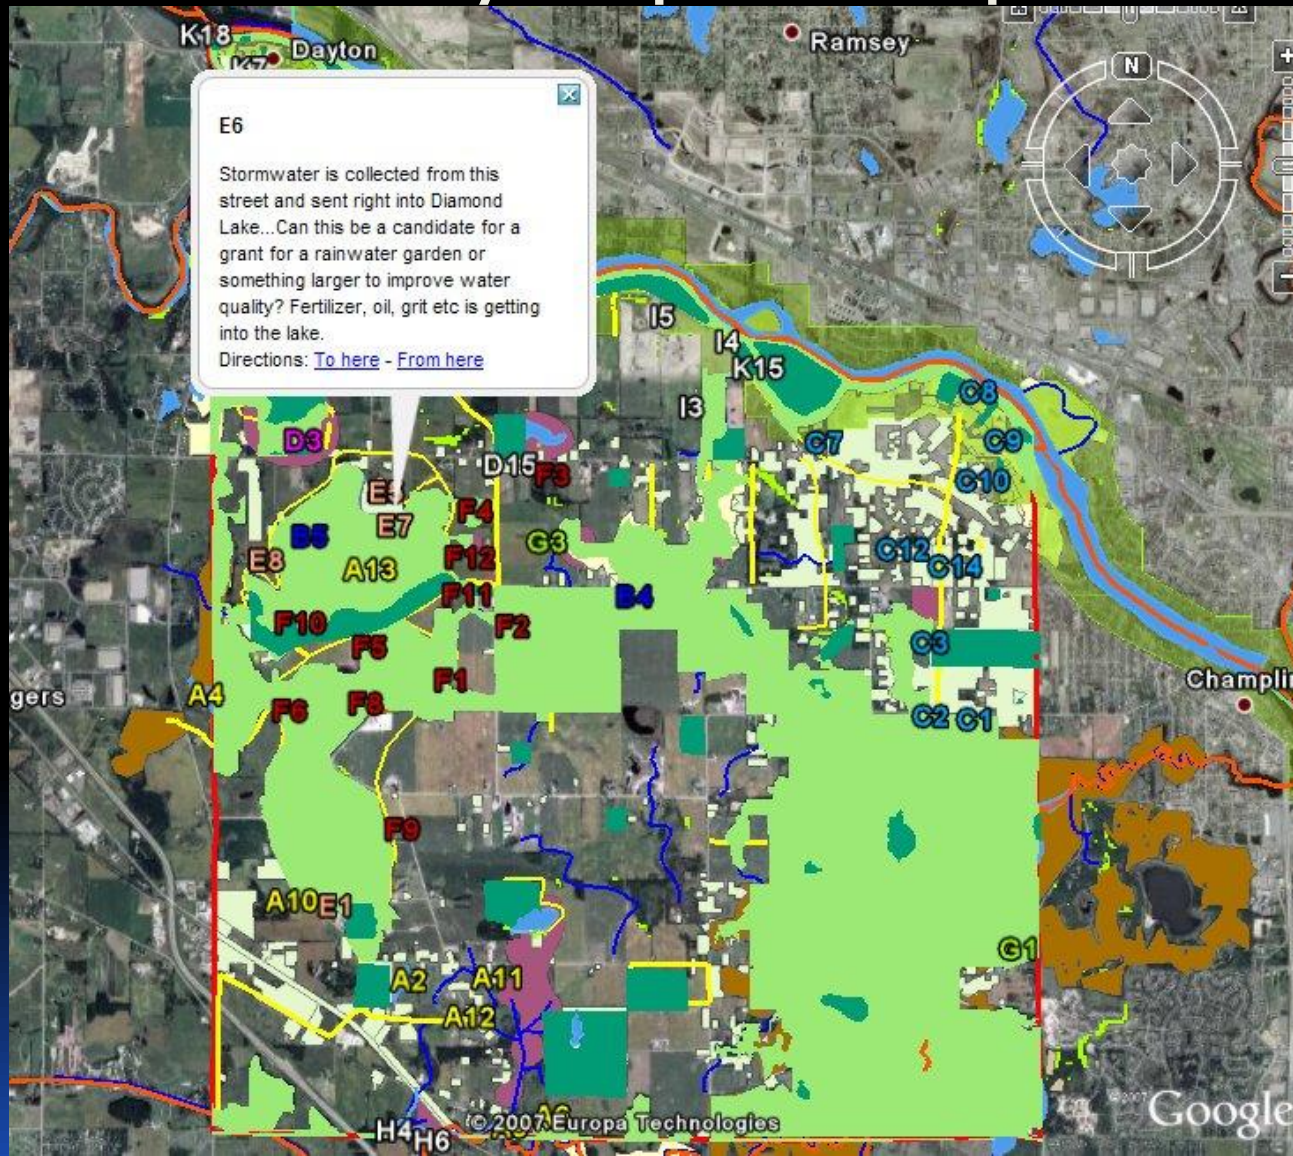 K18
Dayton
K7
Ramsey
N
E6
Stormwater is collected from this
street and sent right into Diamond
Lake...Can this be a candidate for a
grant for a rainwater garden or
something larger to improve water
quality? Fertilizer, oil, grit etc is getting
into the lake.
Directions: To here - From here
I5
I4
K15
I3
C8
C7
C9
C10
D3
D15
F3
E7
F4
B5
G3
E8
A13
F12
C12
C14
F11
B4
F10
F2
F5
C3
F1
gers
A4
F6
F8
C2
C1
Champlin
F9
A10
E1
G1
A2
A11
A12
H4
H6
© 2007 Europa Technologies
Google